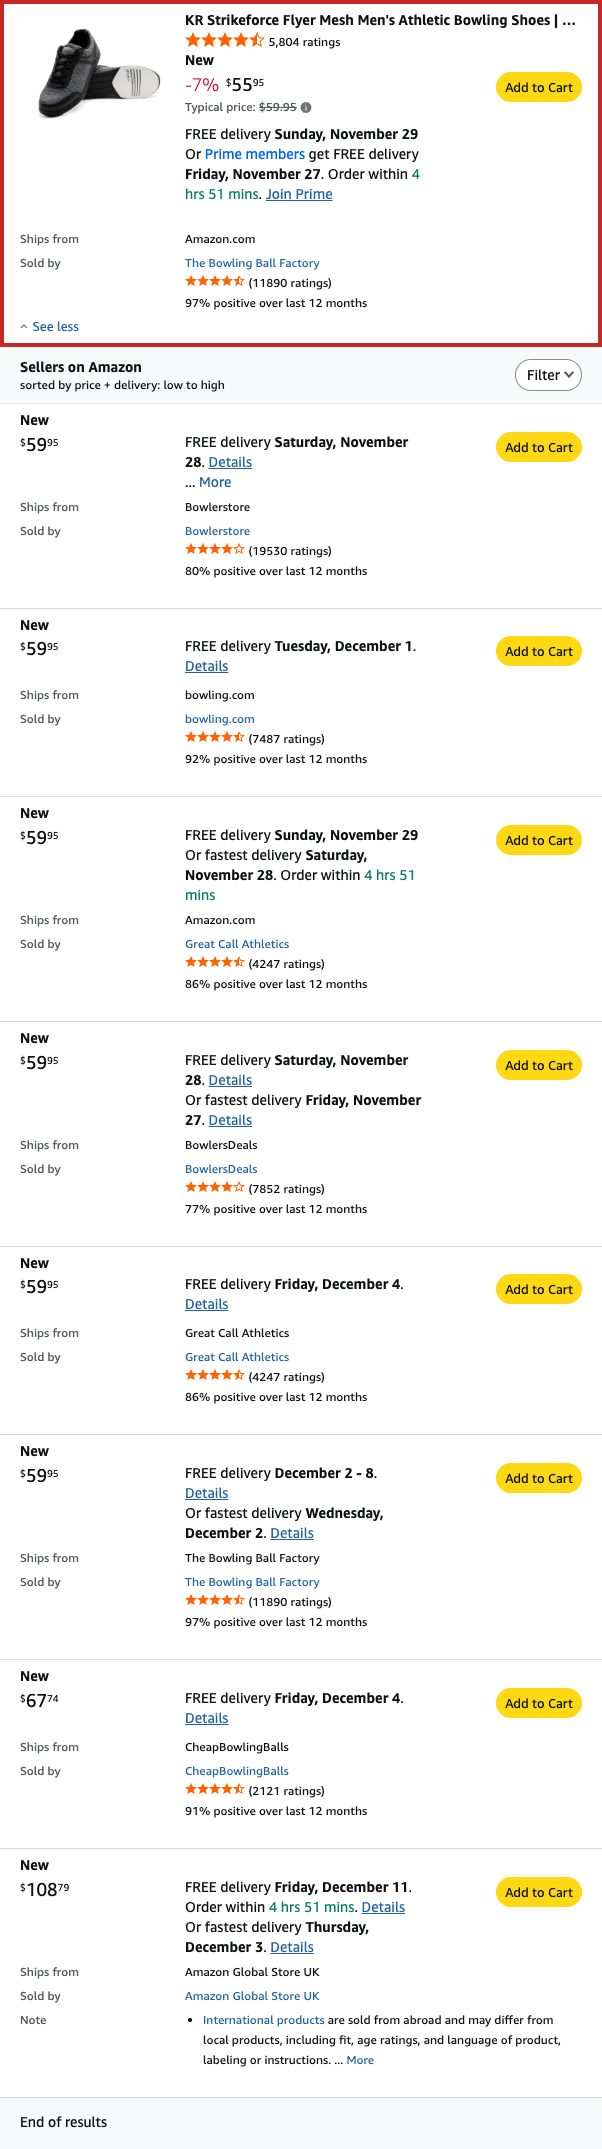 KR Strikeforce Flyer Mesh Men's Athletic Bowling Shoes | ...
5,804 ratings
New
-7% $55⁹⁵
Typical price: $59.95
Add to Cart
FREE delivery Sunday, November 29
Or Prime members get FREE delivery
Friday, November 27. Order within 4
hrs 51 mins. Join Prime
Ships from Amazon.com
Sold by The Bowling Ball Factory
(11890 ratings)
97% positive over last 12 months
See less
Sellers on Amazon
sorted by price + delivery: low to high
Filter
New
$59⁹⁵
FREE delivery Saturday, November
28. Details
... More
Add to Cart
Ships from Bowlerstore
Sold by Bowlerstore
(19530 ratings)
80% positive over last 12 months
New
$59⁹⁵
FREE delivery Tuesday, December 1.
Details
Add to Cart
Ships from bowling.com
Sold by bowling.com
(7487 ratings)
92% positive over last 12 months
New
$59⁹⁵
FREE delivery Sunday, November 29
Or fastest delivery Saturday,
November 28. Order within 4 hrs 51
mins
Add to Cart
Ships from Amazon.com
Sold by Great Call Athletics
(4247 ratings)
86% positive over last 12 months
New
$59⁹⁵
FREE delivery Saturday, November
28. Details
Or fastest delivery Friday, November
27. Details
Add to Cart
Ships from BowlersDeals
Sold by BowlersDeals
(7852 ratings)
77% positive over last 12 months
New
$59⁹⁵
FREE delivery Friday, December 4.
Details
Add to Cart
Ships from Great Call Athletics
Sold by Great Call Athletics
(4247 ratings)
86% positive over last 12 months
New
$59⁹⁵
FREE delivery December 2 - 8.
Details
Or fastest delivery Wednesday,
December 2. Details
Add to Cart
Ships from The Bowling Ball Factory
Sold by The Bowling Ball Factory
(11890 ratings)
97% positive over last 12 months
New
$67⁷⁴
FREE delivery Friday, December 4.
Details
Add to Cart
Ships from CheapBowlingBalls
Sold by CheapBowlingBalls
(2121 ratings)
91% positive over last 12 months
New
$108⁷⁹
FREE delivery Friday, December 11.
Order within 4 hrs 51 mins. Details
Or fastest delivery Thursday,
December 3. Details
Add to Cart
Ships from Amazon Global Store UK
Sold by Amazon Global Store UK
Note • International products are sold from abroad and may differ from
local products, including fit, age ratings, and language of product,
labeling or instructions. ... More
End of results